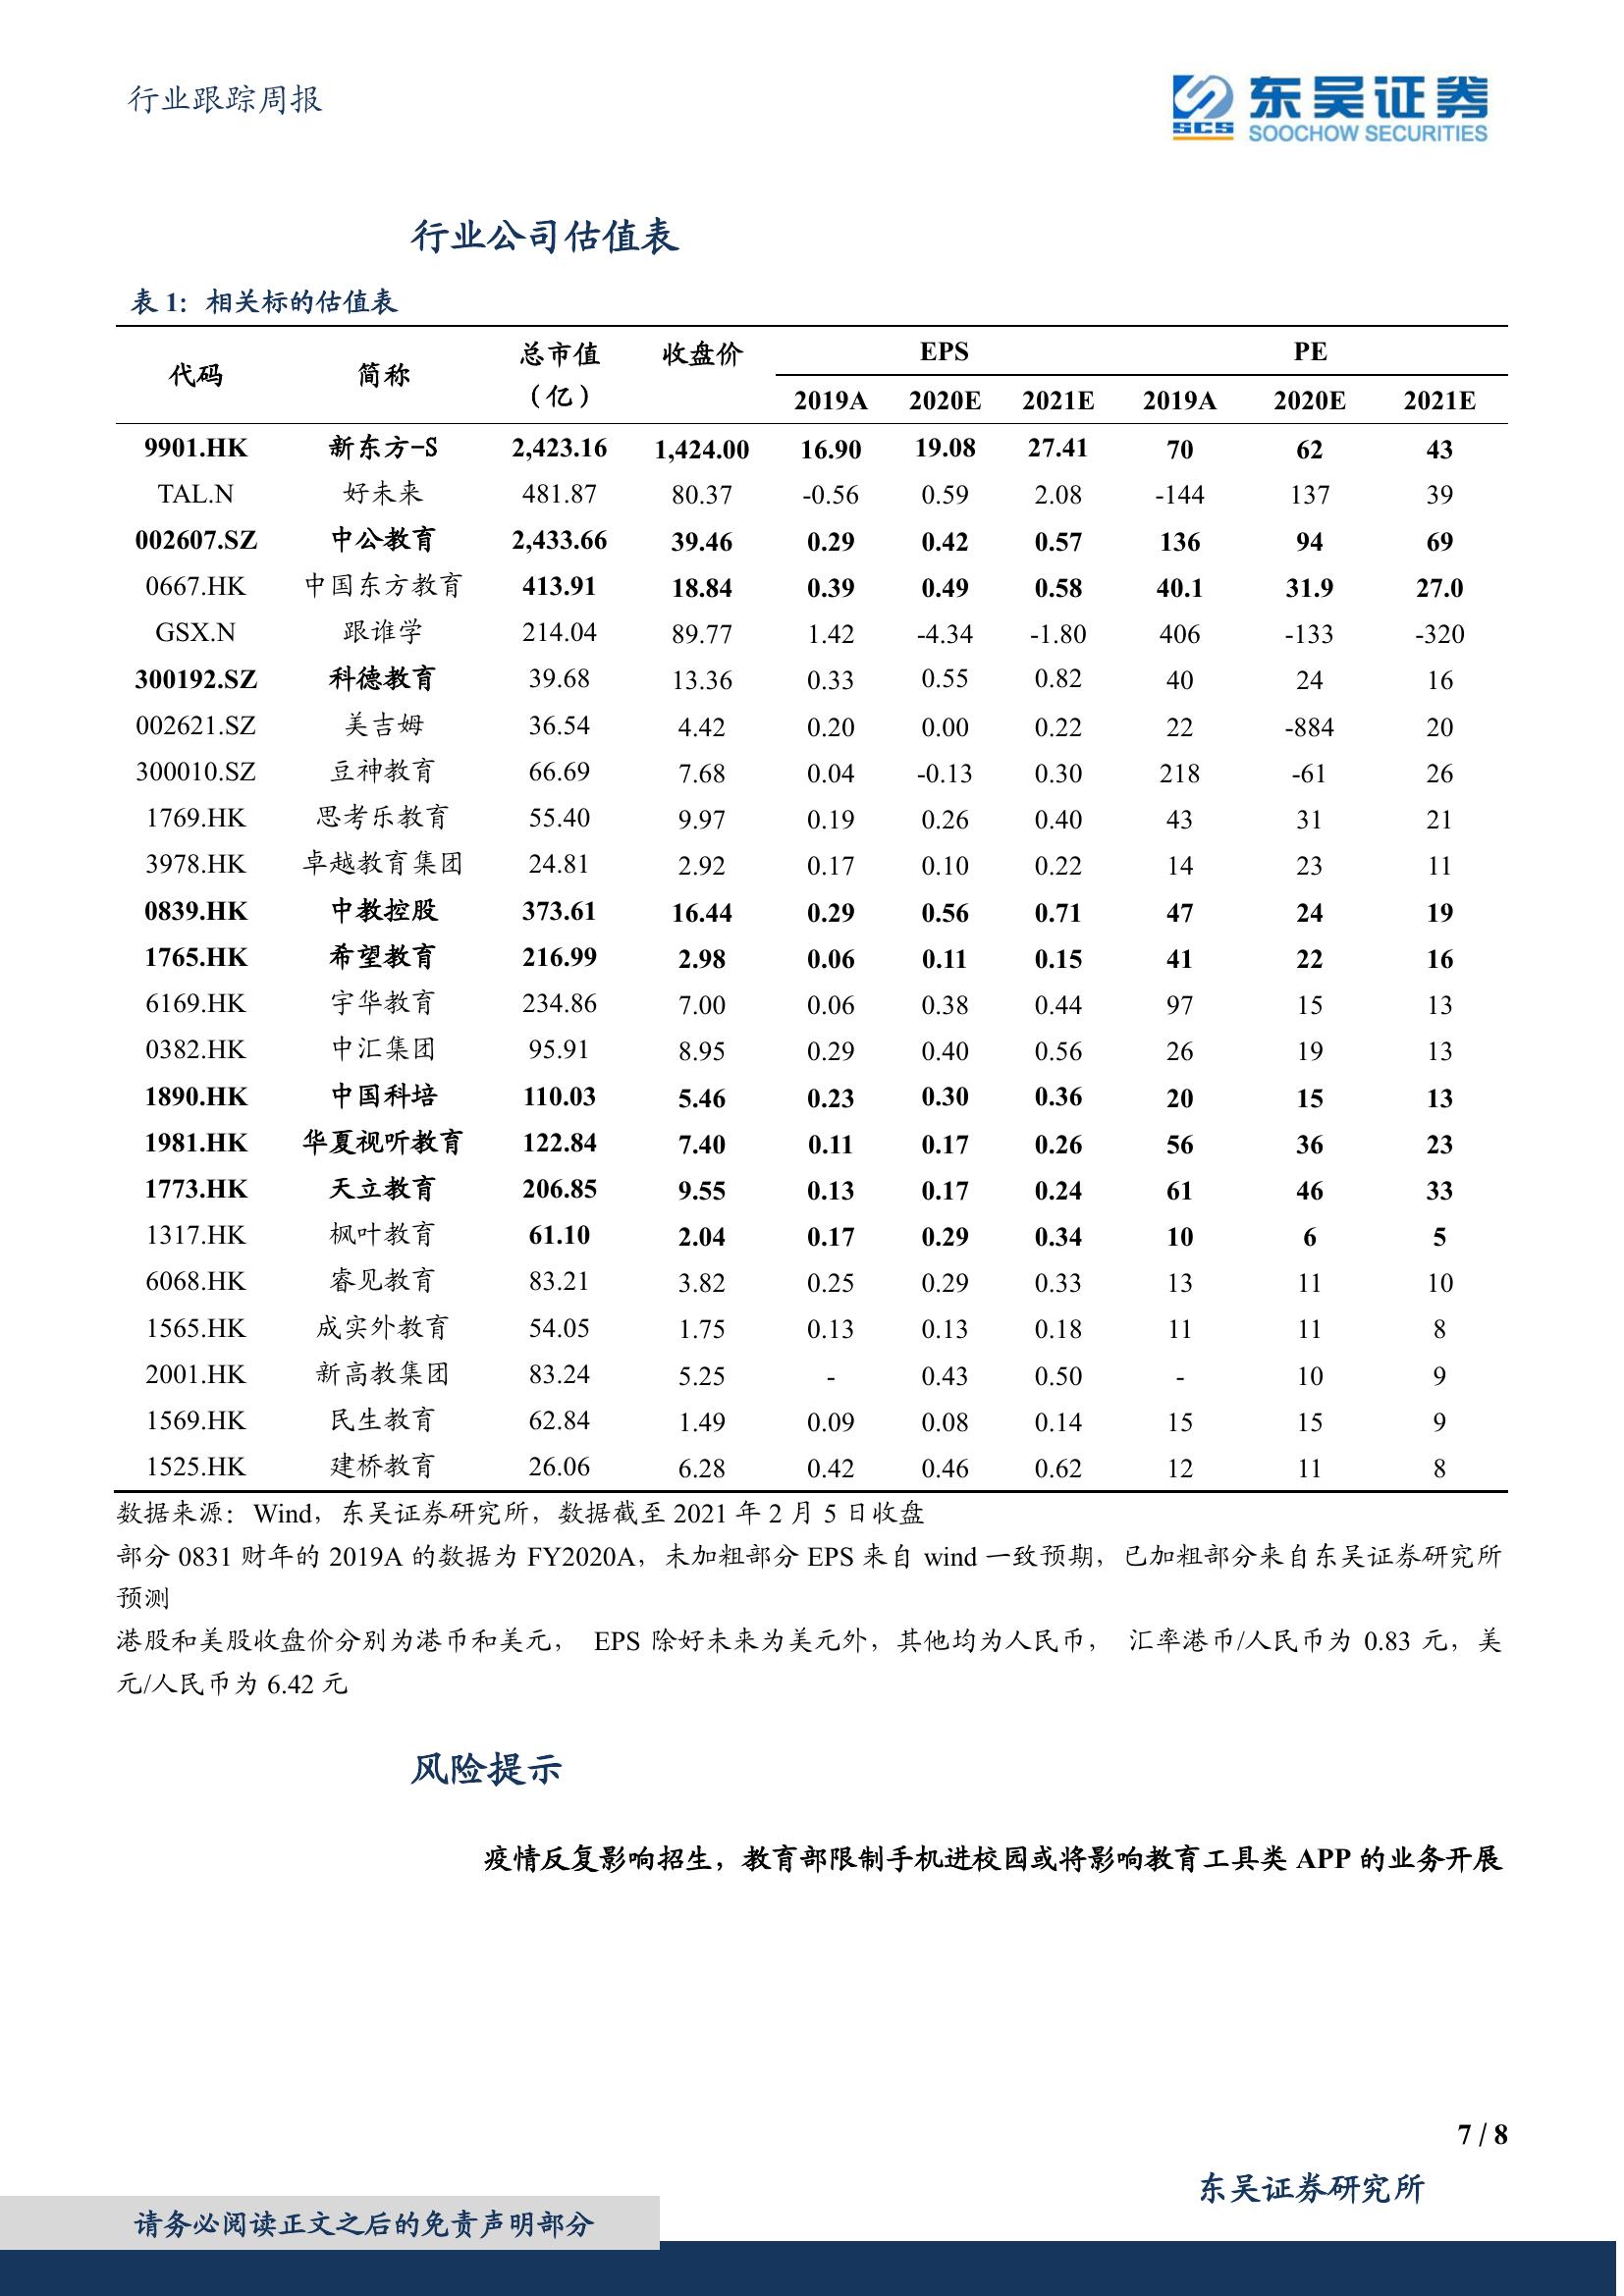 行业跟踪周报
SCS 东吴证券
SOOCHOW SECURITIES
行业公司估值表
表 1：相关标的估值表
代码 简称 总市值（亿） 收盘价 EPS PE
2019A 2020E 2021E 2019A 2020E 2021E
9901.HK 新东方-S 2,423.16 1,424.00 16.90 19.08 27.41 70 62 43
TAL.N 好未来 481.87 80.37 -0.56 0.59 2.08 -144 137 39
002607.SZ 中公教育 2,433.66 39.46 0.29 0.42 0.57 136 94 69
0667.HK 中国东方教育 413.91 18.84 0.39 0.49 0.58 40.1 31.9 27.0
GSX.N 跟谁学 214.04 89.77 1.42 -4.34 -1.80 406 -133 -320
300192.SZ 科德教育 39.68 13.36 0.33 0.55 0.82 40 24 16
002621.SZ 美吉姆 36.54 4.42 0.20 0.00 0.22 22 -884 20
300010.SZ 豆神教育 66.69 7.68 0.04 -0.13 0.30 218 -61 26
1769.HK 思考乐教育 55.40 9.97 0.19 0.26 0.40 43 31 21
3978.HK 卓越教育集团 24.81 2.92 0.17 0.10 0.22 14 23 11
0839.HK 中教控股 373.61 16.44 0.29 0.56 0.71 47 24 19
1765.HK 希望教育 216.99 2.98 0.06 0.11 0.15 41 22 16
6169.HK 宇华教育 234.86 7.00 0.06 0.38 0.44 97 15 13
0382.HK 中汇集团 95.91 8.95 0.29 0.40 0.56 26 19 13
1890.HK 中国科培 110.03 5.46 0.23 0.30 0.36 20 15 13
1981.HK 华夏视听教育 122.84 7.40 0.11 0.17 0.26 56 36 23
1773.HK 天立教育 206.85 9.55 0.13 0.17 0.24 61 46 33
1317.HK 枫叶教育 61.10 2.04 0.17 0.29 0.34 10 6 5
6068.HK 睿见教育 83.21 3.82 0.25 0.29 0.33 13 11 10
1565.HK 成实外教育 54.05 1.75 0.13 0.13 0.18 11 11 8
2001.HK 新高教集团 83.24 5.25 - 0.43 0.50 - 10 9
1569.HK 民生教育 62.84 1.49 0.09 0.08 0.14 15 15 9
1525.HK 建桥教育 26.06 6.28 0.42 0.46 0.62 12 11 8
数据来源：Wind，东吴证券研究所，数据截至 2021 年 2 月 5 日收盘
部分 0831 财年的 2019A 的数据为 FY2020A，未加粗部分 EPS 来自 wind 一致预期，已加粗部分来自东吴证券研究所
预测
港股和美股收盘价分别为港币和美元， EPS 除好未来为美元外，其他均为人民币， 汇率港币/人民币为 0.83 元，美
元/人民币为 6.42 元
风险提示
疫情反复影响招生，教育部限制手机进校园或将影响教育工具类 APP 的业务开展
7 / 8
东吴证券研究所
请务必阅读正文之后的免责声明部分